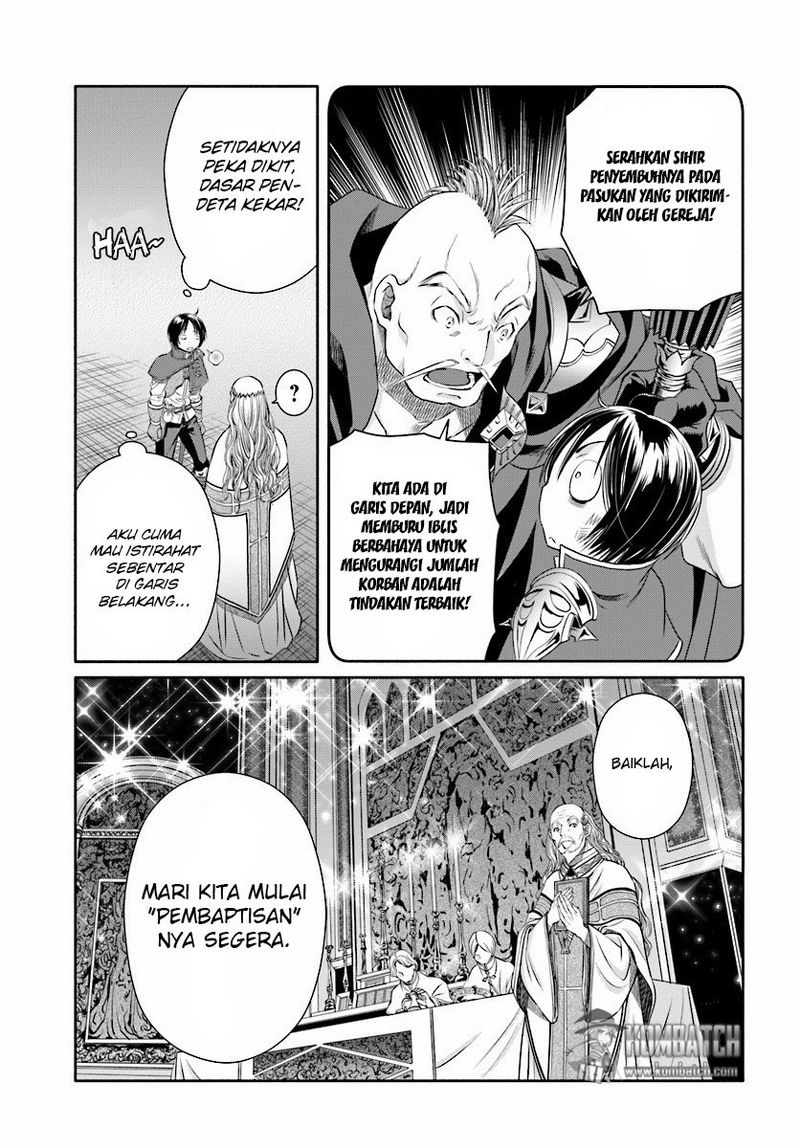 SERAHKAN SIHIR
PENYEMBUHNYA PADA
PASUKAN YANG DIKIRIM-
KAN OLEH GEREJA!
KITA ADA DI
GARIS DEPAN, JADI
MEMBURU IBLIS
BERBAHAYA UNTUK
MENGURANGI JUMLAH
KORBAN ADALAH
TINDAKAN TERBAIK!
SETIDAKNYA
PEKA DIKIT,
DASAR PEN-
DETA KEKAR!
HAA~
?
AKU CUMA
MAU ISTIRAHAT
SEBENTAR
DI GARIS
BELAKANG...
BAIKLAH,
MARI KITA MULAI
"PEMBAPTISAN"
NYA SEGERA.
KOMBATCH
www.kombatch.com